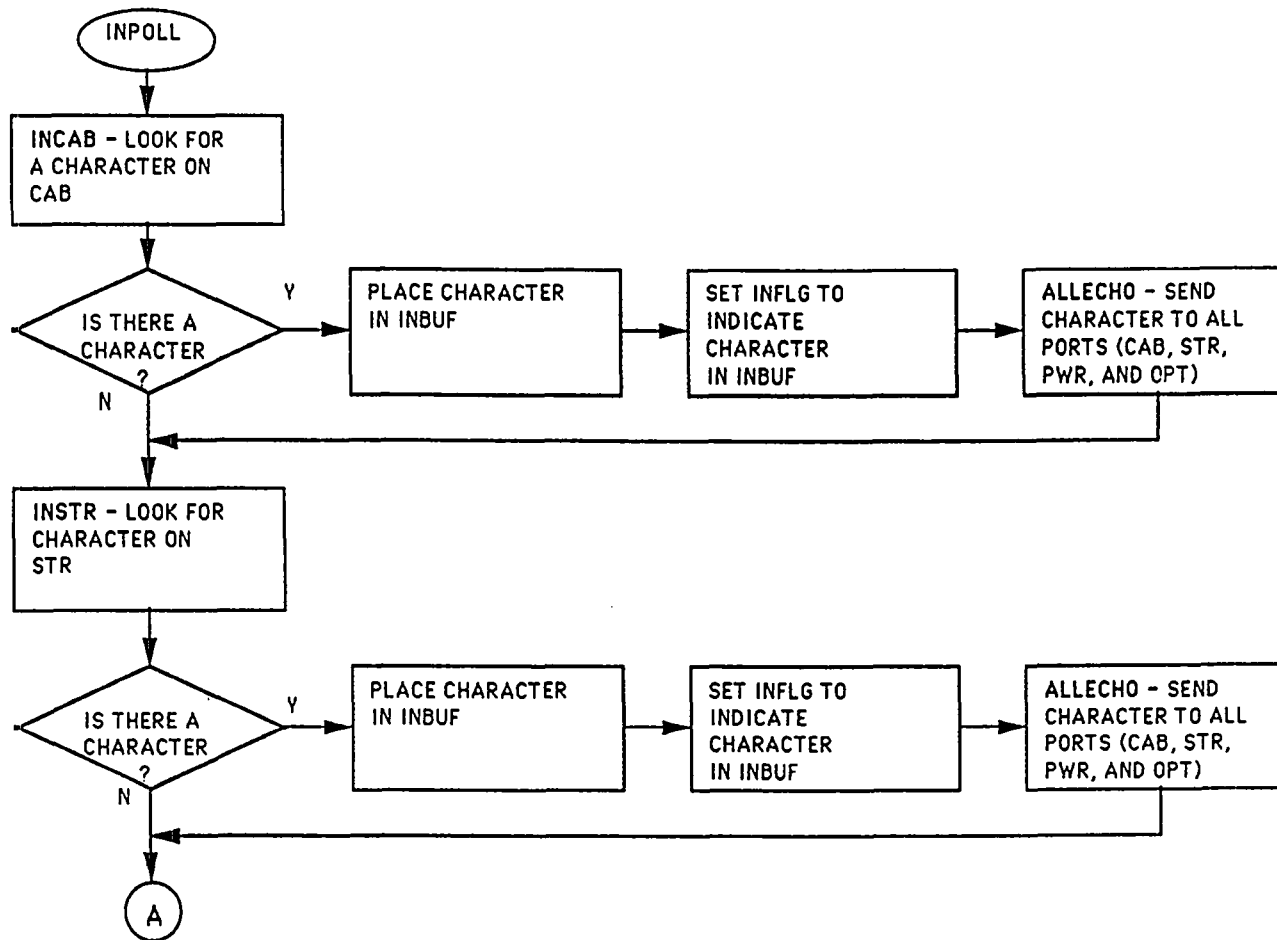 INPOLL
INCAB - LOOK FOR
A CHARACTER ON
CAB
IS THERE A
CHARACTER
?
Y
N
PLACE CHARACTER
IN INBUF
SET INFLG TO
INDICATE
CHARACTER
IN INBUF
ALLECHO - SEND
CHARACTER TO ALL
PORTS (CAB, STR,
PWR, AND OPT)
INSTR - LOOK FOR
CHARACTER ON
STR
IS THERE A
CHARACTER
?
Y
N
PLACE CHARACTER
IN INBUF
SET INFLG TO
INDICATE
CHARACTER
IN INBUF
ALLECHO - SEND
CHARACTER TO ALL
PORTS (CAB, STR,
PWR, AND OPT)
A